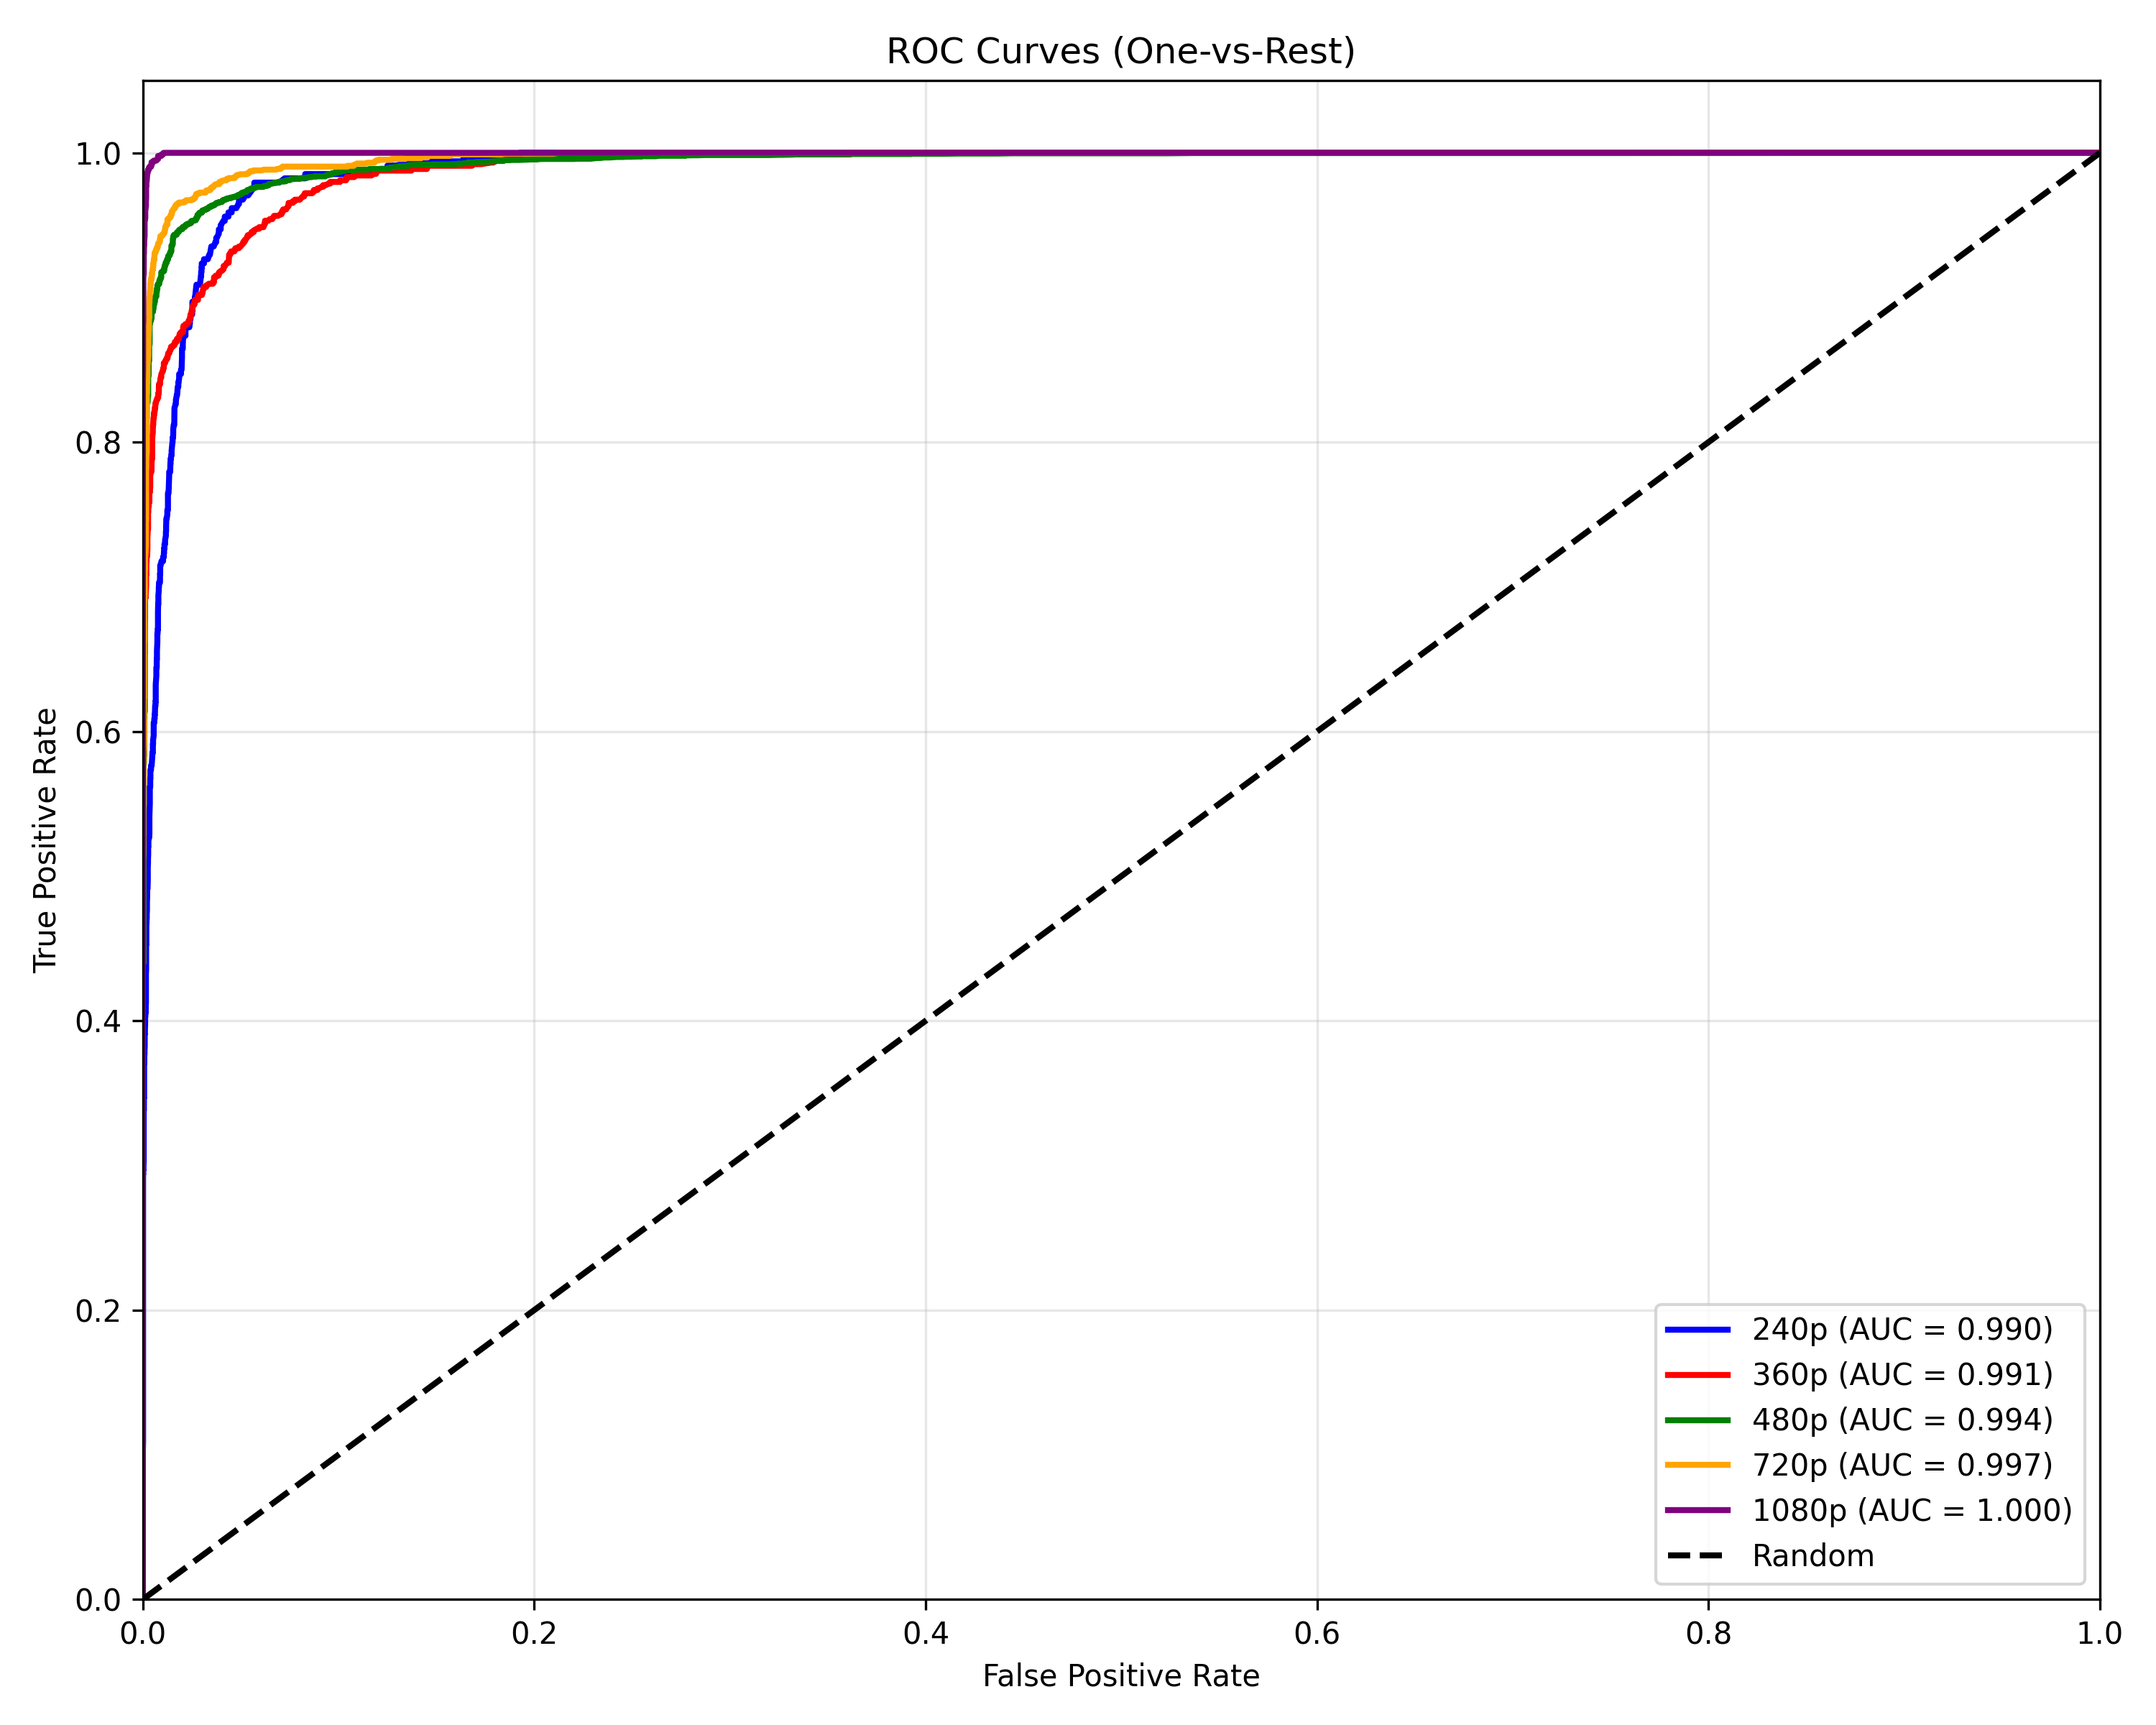 ROC Curves (One-vs-Rest)
True Positive Rate
1.0
0.8
0.6
0.4
0.2
0.0
0.0 0.2 0.4 0.6 0.8 1.0
False Positive Rate
240p (AUC = 0.990)
360p (AUC = 0.991)
480p (AUC = 0.994)
720p (AUC = 0.997)
1080p (AUC = 1.000)
Random